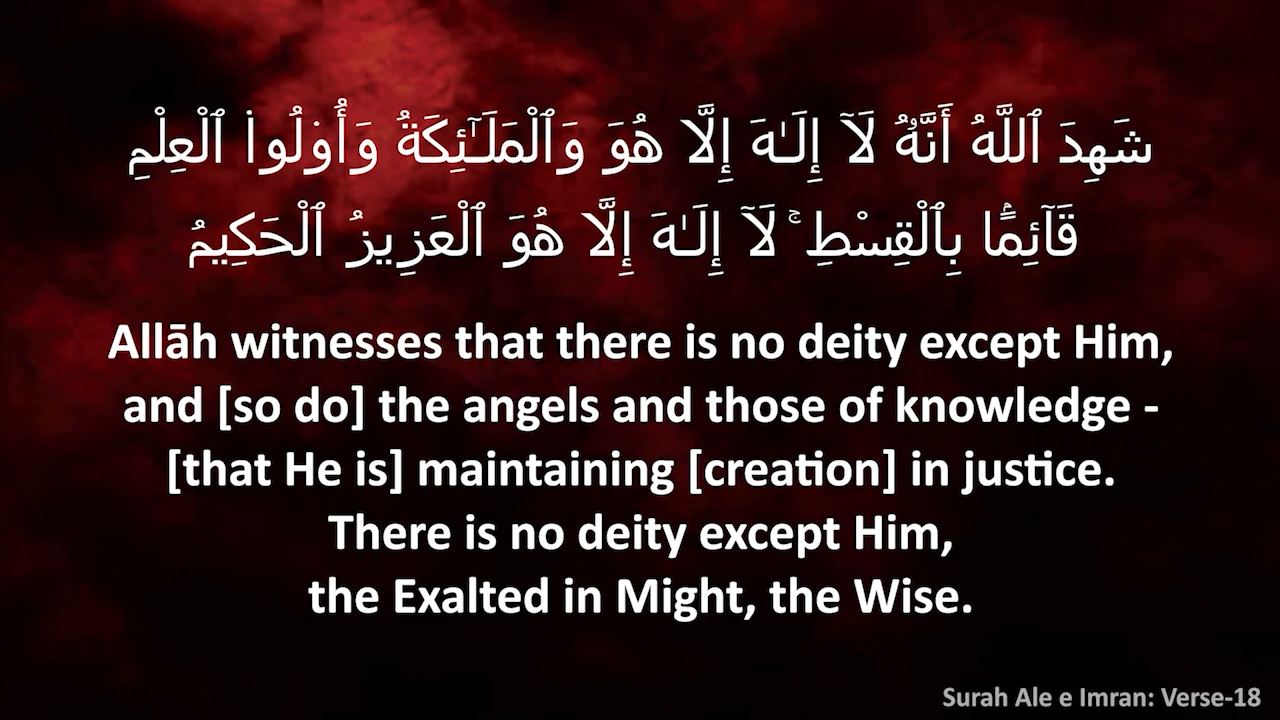 شَهِدَ ٱللَّهُ أَنَّهُۥ لَآ إِلَـٰهَ إِلَّا هُوَ وَٱلْمَلَـٰٓئِكَةُ وَأُو۟لُوا۟ ٱلْعِلْمِ
قَآئِمًۢا بِٱلْقِسْطِ ۚ لَآ إِلَـٰهَ إِلَّا هُوَ ٱلْعَزِيزُ ٱلْحَكِيمُ
Allāh witnesses that there is no deity except Him,
and [so do] the angels and those of knowledge -
[that He is] maintaining [creation] in justice.
There is no deity except Him,
the Exalted in Might, the Wise.
Surah Ale e Imran: Verse-18